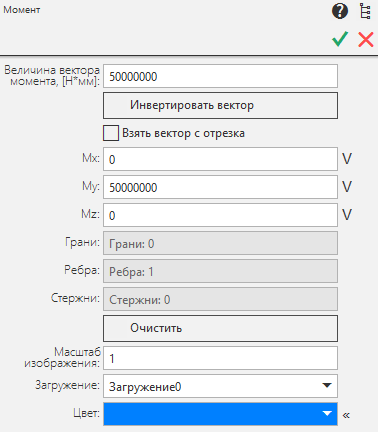 Момент
?
Величина вектора
момента, [Н*мм]: 50000000
Инвертировать вектор
Взять вектор с отрезка
Mx: 0 V
My: 50000000 V
Mz: 0 V
Грани: Грани: 0
Ребра: Ребра: 1
Стержни: Стержни: 0
Очистить
Масштаб
изображения: 1
Загружение: Загружение0
Цвет: «